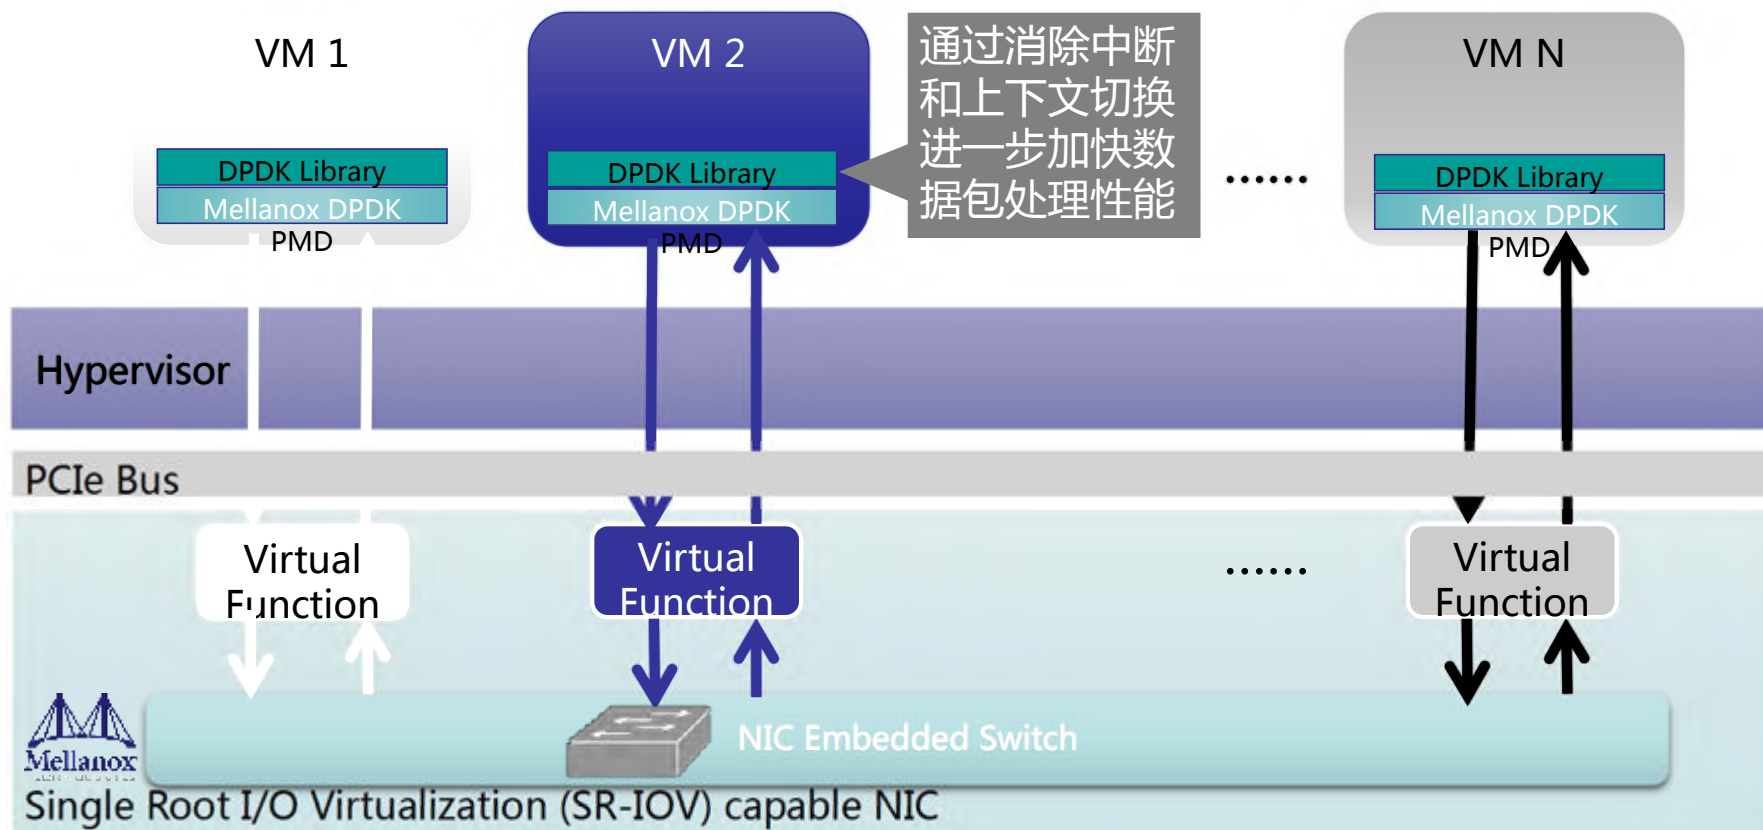 VM 1
VM 2
通过消除中断
和上下文切换
进一步加快数
据包处理性能
VM N
DPDK Library
Mellanox DPDK
PMD
DPDK Library
Mellanox DPDK
PMD
......
DPDK Library
Mellanox DPDK
PMD
Hypervisor
PCIe Bus
Virtual
Function
Virtual
Function
......
Virtual
Function
Mellanox
NIC Embedded Switch
Single Root I/O Virtualization (SR-IOV) capable NIC